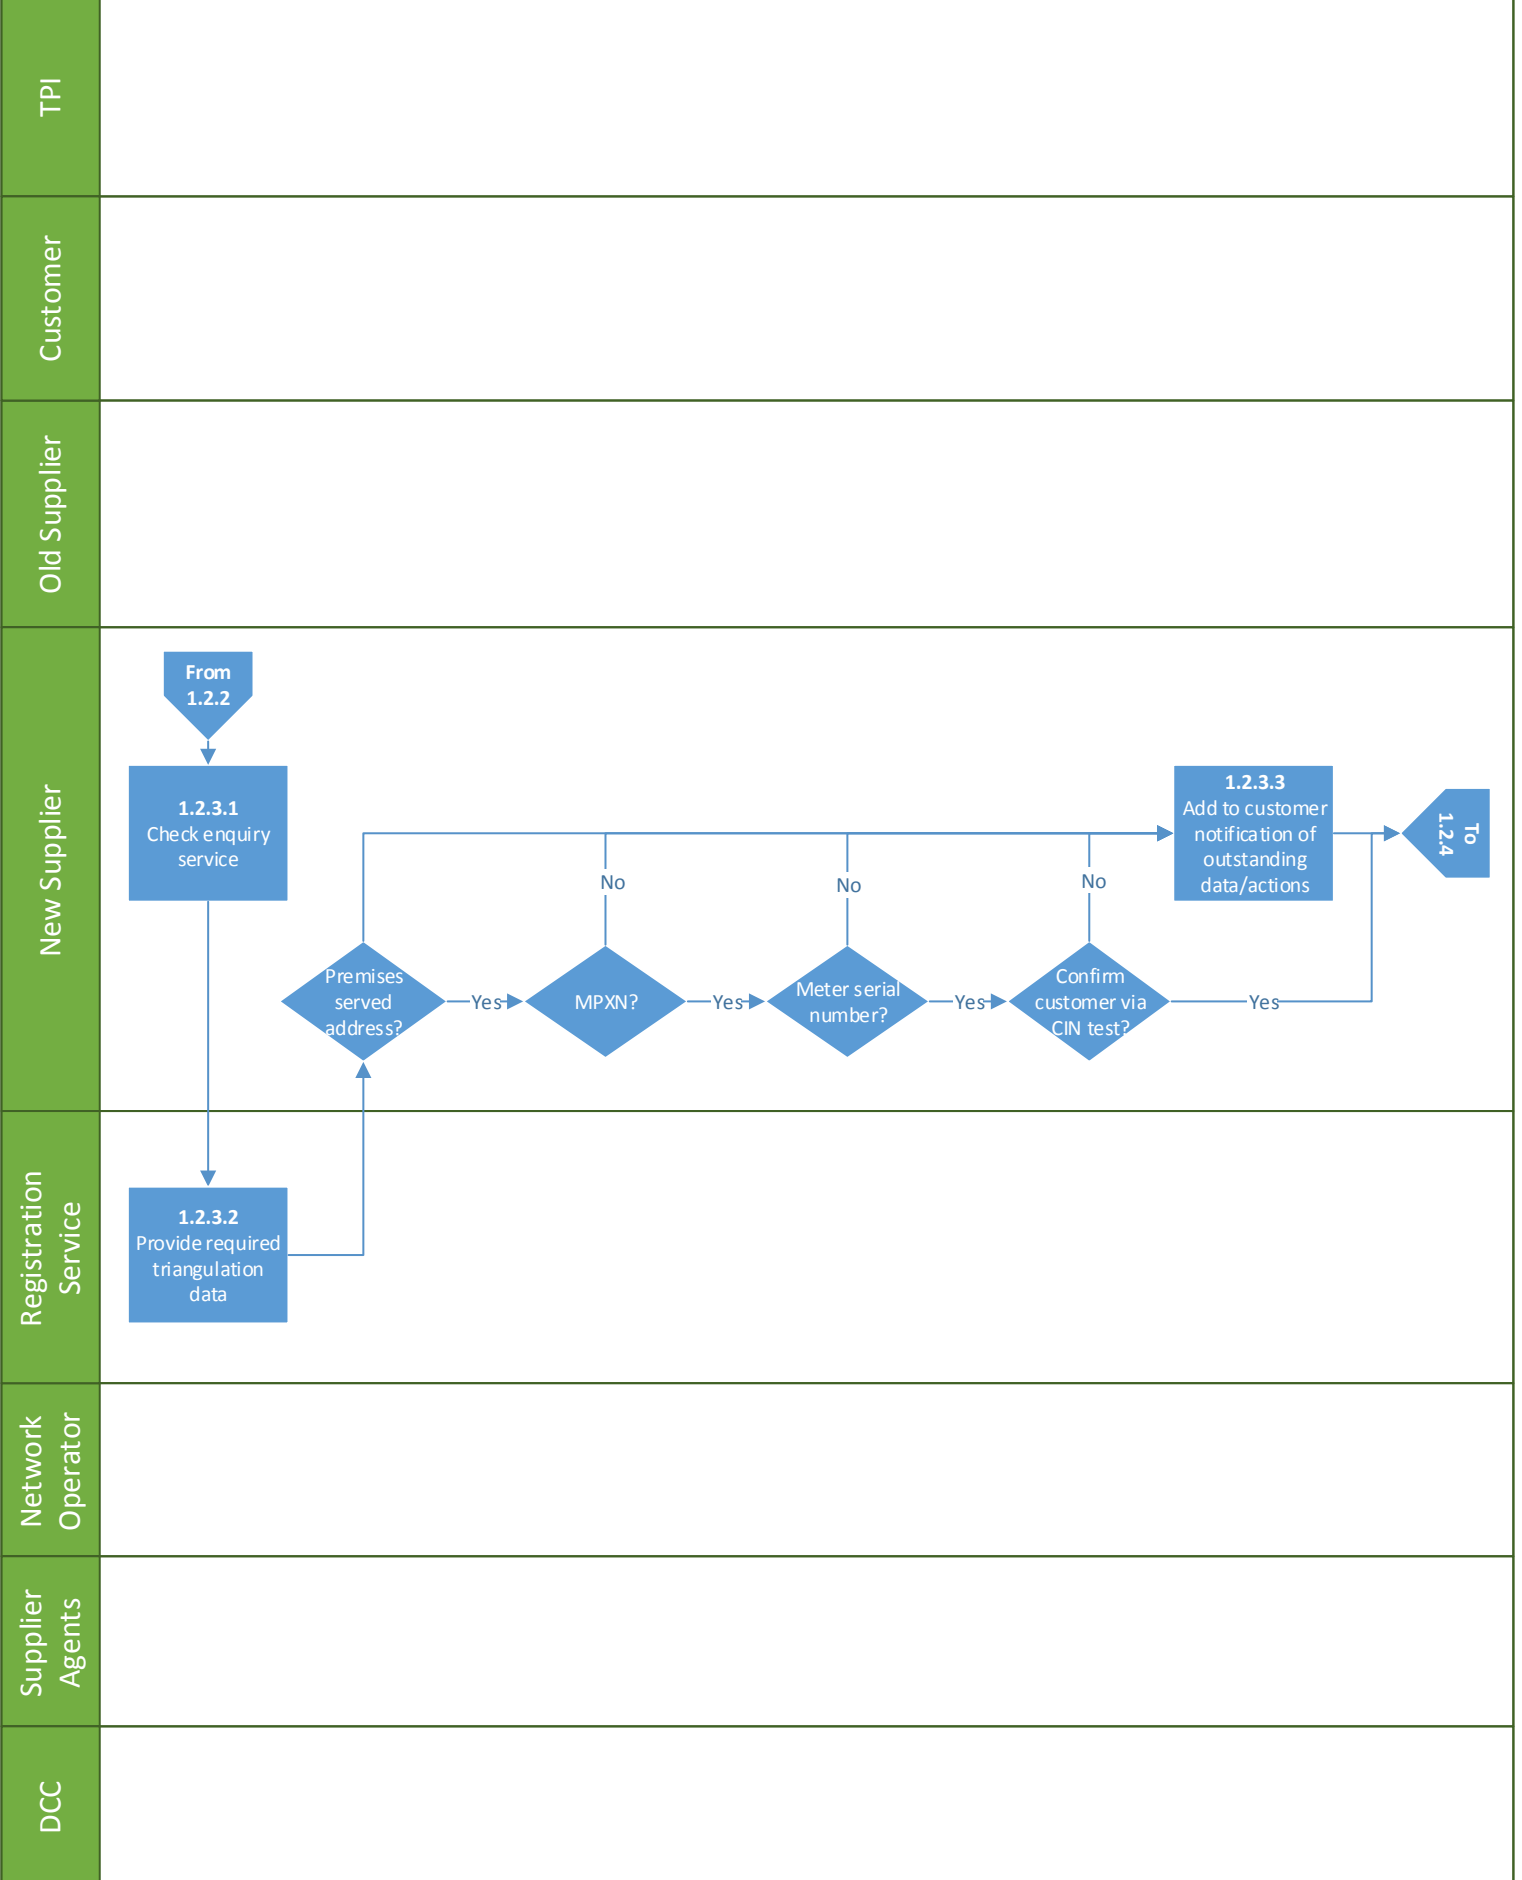 TPI
Customer
Old Supplier
New Supplier
From
1.2.2
1.2.3.1
Check enquiry
service
1.2.3.3
Add to customer
notification of
outstanding
data/actions
To
1.2.4
No
No
No
Premises
served
address?
Yes
MPXN?
Yes
Meter serial
number?
Yes
Confirm
customer via
CIN test?
Yes
Registration
Service
1.2.3.2
Provide required
triangulation
data
Network
Operator
Supplier
Agents
DCC